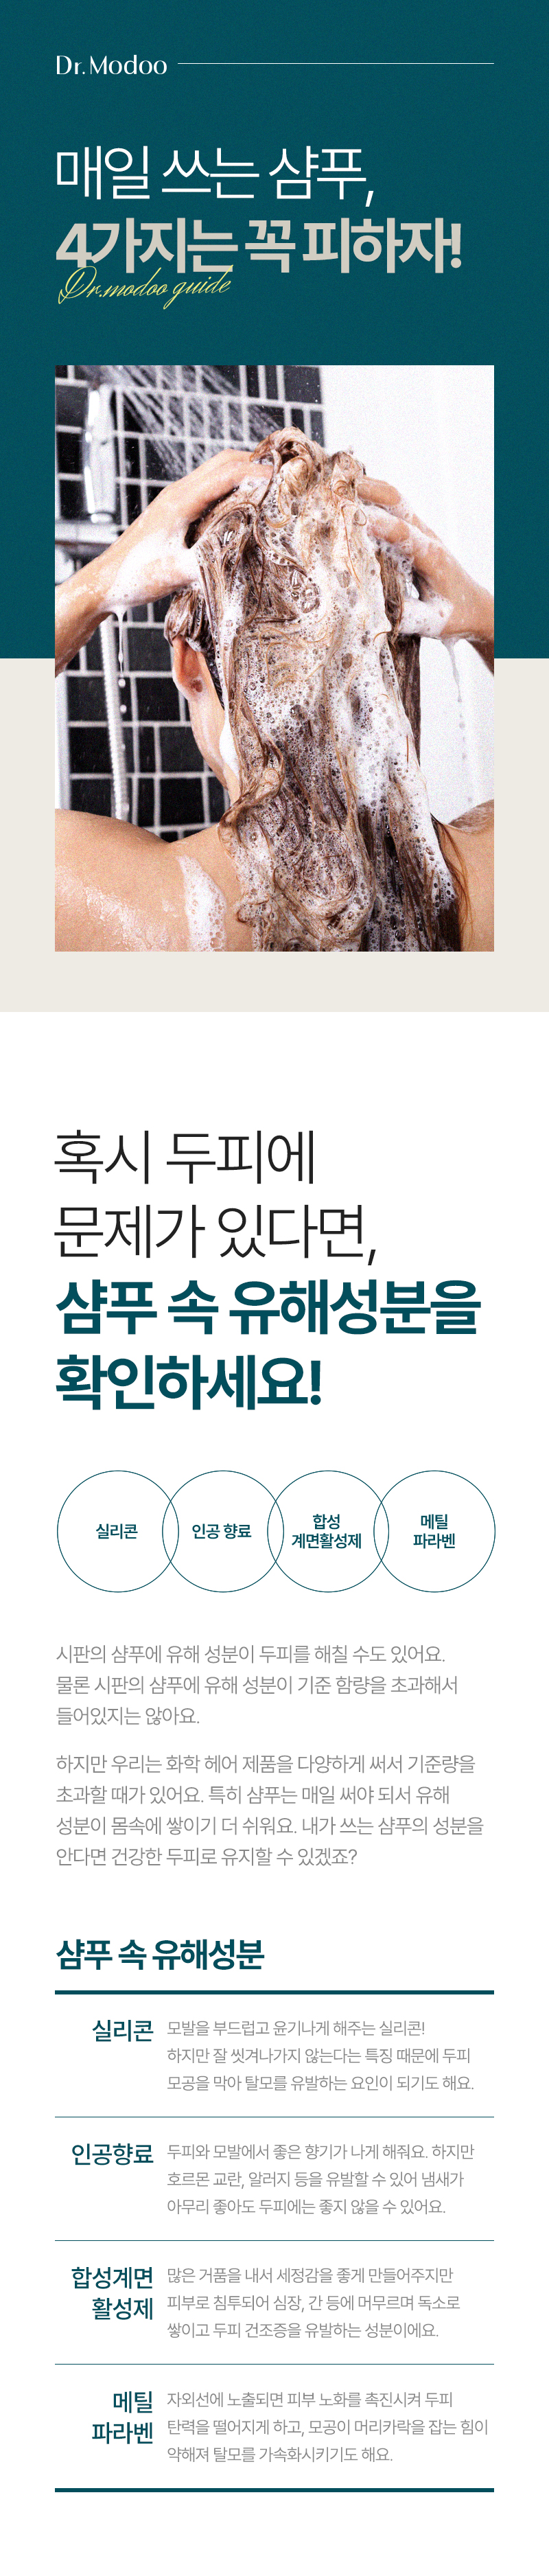 Dr.Modoo
매일 쓰는 샴푸,
4가지는 꼭 피하자!
Dr.modoo guide
혹시 두피에
문제가 있다면,
샴푸 속 유해성분을
확인하세요!
실리콘
인공 향료
합성
계면활성제
메틸
파라벤
시판의 샴푸에 유해 성분이 두피를 해칠 수도 있어요.
물론 시판의 샴푸에 유해 성분이 기준 함량을 초과해서
들어있지는 않아요.
하지만 우리는 화학 헤어 제품을 다양하게 써서 기준량을
초과할 때가 있어요. 특히 샴푸는 매일 써야 되서 유해
성분이 몸속에 쌓이기 더 쉬워요. 내가 쓰는 샴푸의 성분을
안다면 건강한 두피로 유지할 수 있겠죠?
샴푸 속 유해성분
실리콘
모발을 부드럽고 윤기나게 해주는 실리콘!
하지만 잘 씻겨나가지 않는다는 특징 때문에 두피
모공을 막아 탈모를 유발하는 요인이 되기도 해요.
인공향료
두피와 모발에서 좋은 향기가 나게 해줘요. 하지만
호르몬 교란, 알러지 등을 유발할 수 있어 냄새가
아무리 좋아도 두피에는 좋지 않을 수 있어요.
합성계면
활성제
많은 거품을 내서 세정감을 좋게 만들어주지만
피부로 침투되어 심장, 간 등에 머무르며 독소로
쌓이고 두피 건조증을 유발하는 성분이에요.
메틸
파라벤
자외선에 노출되면 피부 노화를 촉진시켜 두피
탄력을 떨어지게 하고, 모공이 머리카락을 잡는 힘이
약해져 탈모를 가속화시키기도 해요.